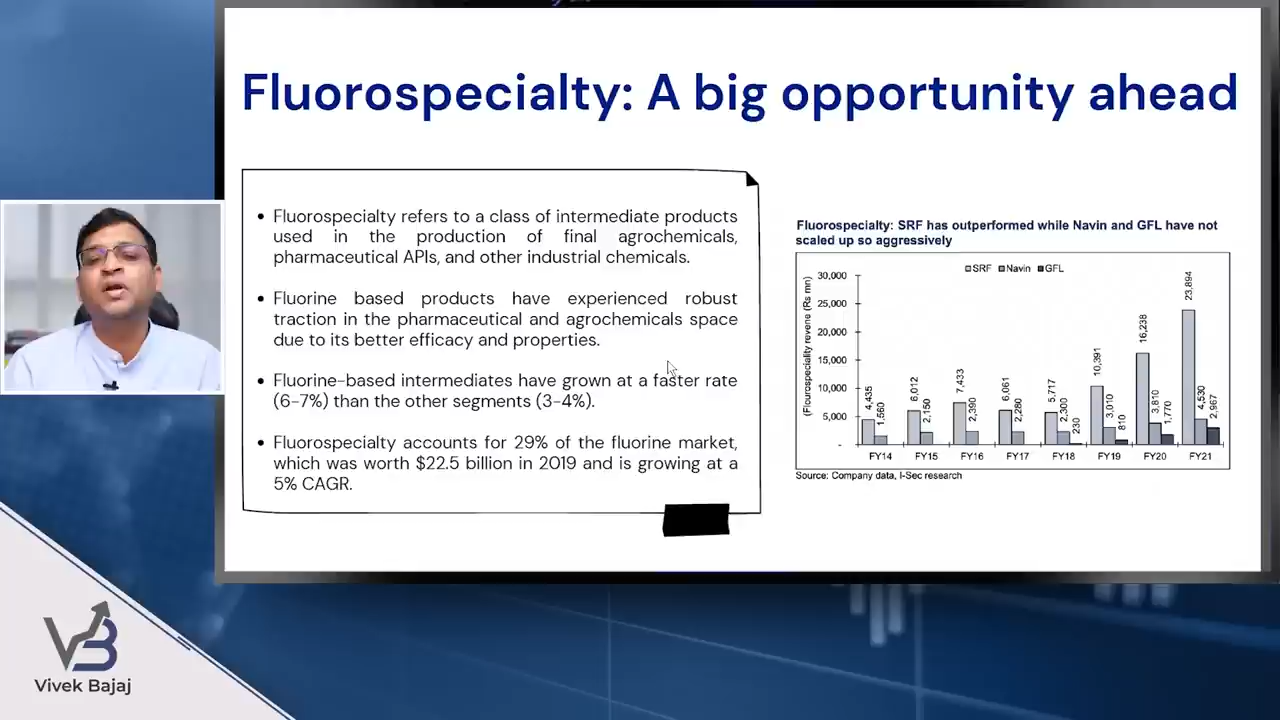 Fluorospecialty: A big opportunity ahead
• Fluorospecialty refers to a class of intermediate products
used in the production of final agrochemicals,
pharmaceutical APIs, and other industrial chemicals.
• Fluorine based products have experienced robust
traction in the pharmaceutical and agrochemicals space
due to its better efficacy and properties.
• Fluorine-based intermediates have grown at a faster rate
(6-7%) than the other segments (3-4%).
• Fluorospecialty accounts for 29% of the fluorine market,
which was worth $22.5 billion in 2019 and is growing at a
5% CAGR.
Fluorospecialty: SRF has outperformed while Navin and GFL have not
scaled up so aggressively
SRF Navin GFL
(Flourospeciality revene (Rs mn)
30,000
25,000
20,000
15,000
10,000
5,000
-
4,435 1,560
6,012 2,150
7,433 2,390
6,061 2,280
5,717 2,300 230
10,391 3,010 810
16,238 3,810 1,770
23,894 4,530 2,967
FY14 FY15 FY16 FY17 FY18 FY19 FY20 FY21
Source: Company data, I-Sec research
VB
Vivek Bajaj